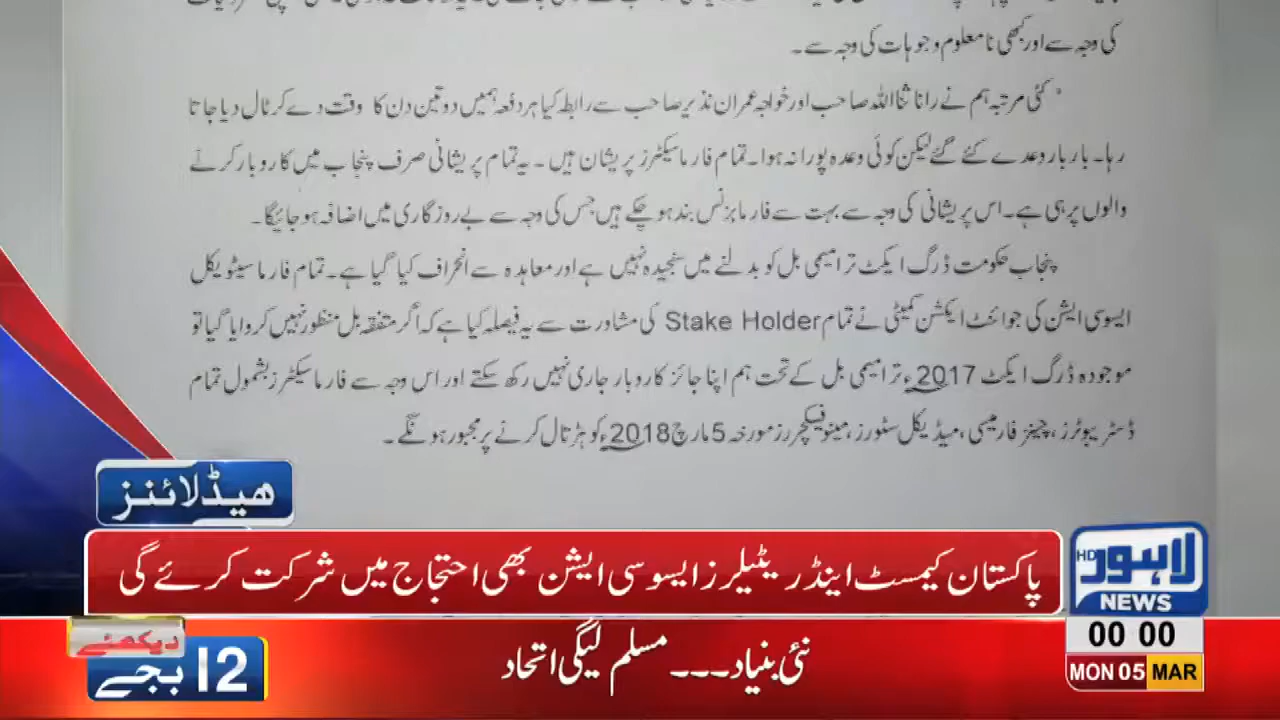 کی وجہ سے اور کبھی نامعلوم وجوہات کی وجہ سے۔
کئی مرتبہ ہم نے رانا ثنا اللہ صاحب اور خواجہ عمران نذیر صاحب سے رابطہ کیا ہر دفعہ ہمیں دو تین دن کا وقت دے کر ٹال دیا جاتا
رہا۔ بار بار وعدے کئے گئے لیکن کوئی وعدہ پورا نہ ہوا۔ تمام فارما سیکٹرز پریشان ہیں۔ یہ تمام پریشانی صرف پنجاب میں کاروبار کرنے
والوں پر ہی ہے۔ اس پریشانی کی وجہ سے بہت سے فارما بزنس بند ہو چکے ہیں جس کی وجہ سے بے روزگاری میں اضافہ ہو جائیگا۔
پنجاب حکومت ڈرگ ایکٹ ترامیمی بل کو بدلنے میں سنجیدہ نہیں ہے اور معاہدہ سے انحراف کیا گیا ہے۔ تمام فارماسیٹویکل
ایسوسی ایشن کی جوائنٹ ایکشن کمیٹی نے تمام Stake Holder کی مشاورت سے یہ فیصلہ کیا ہے کہ اگر متفقہ بل منظور نہیں کروایا گیا تو
موجودہ ڈرگ ایکٹ 2017ء ترامیمی بل کے تحت ہم اپنا جائز کاروبار جاری نہیں رکھ سکتے اور اس وجہ سے فارما سیکٹرز بشمول تمام
ڈسٹریبیوٹرز، چینز فارمیسی، میڈیکل سٹورز، مینوفیکچررز مورخہ 5 مارچ 2018ء کو ہڑتال کرنے پر مجبور ہونگے۔
ھیڈلائنز
پاکستان کیمسٹ اینڈ ریٹیلرز ایسوسی ایشن بھی احتجاج میں شرکت کرے گی
لاہور HD
NEWS
دیکھئے
12 بجے
نئی بنیاد۔۔۔ مسلم لیگی اتحاد
00 00
MON 05 MAR